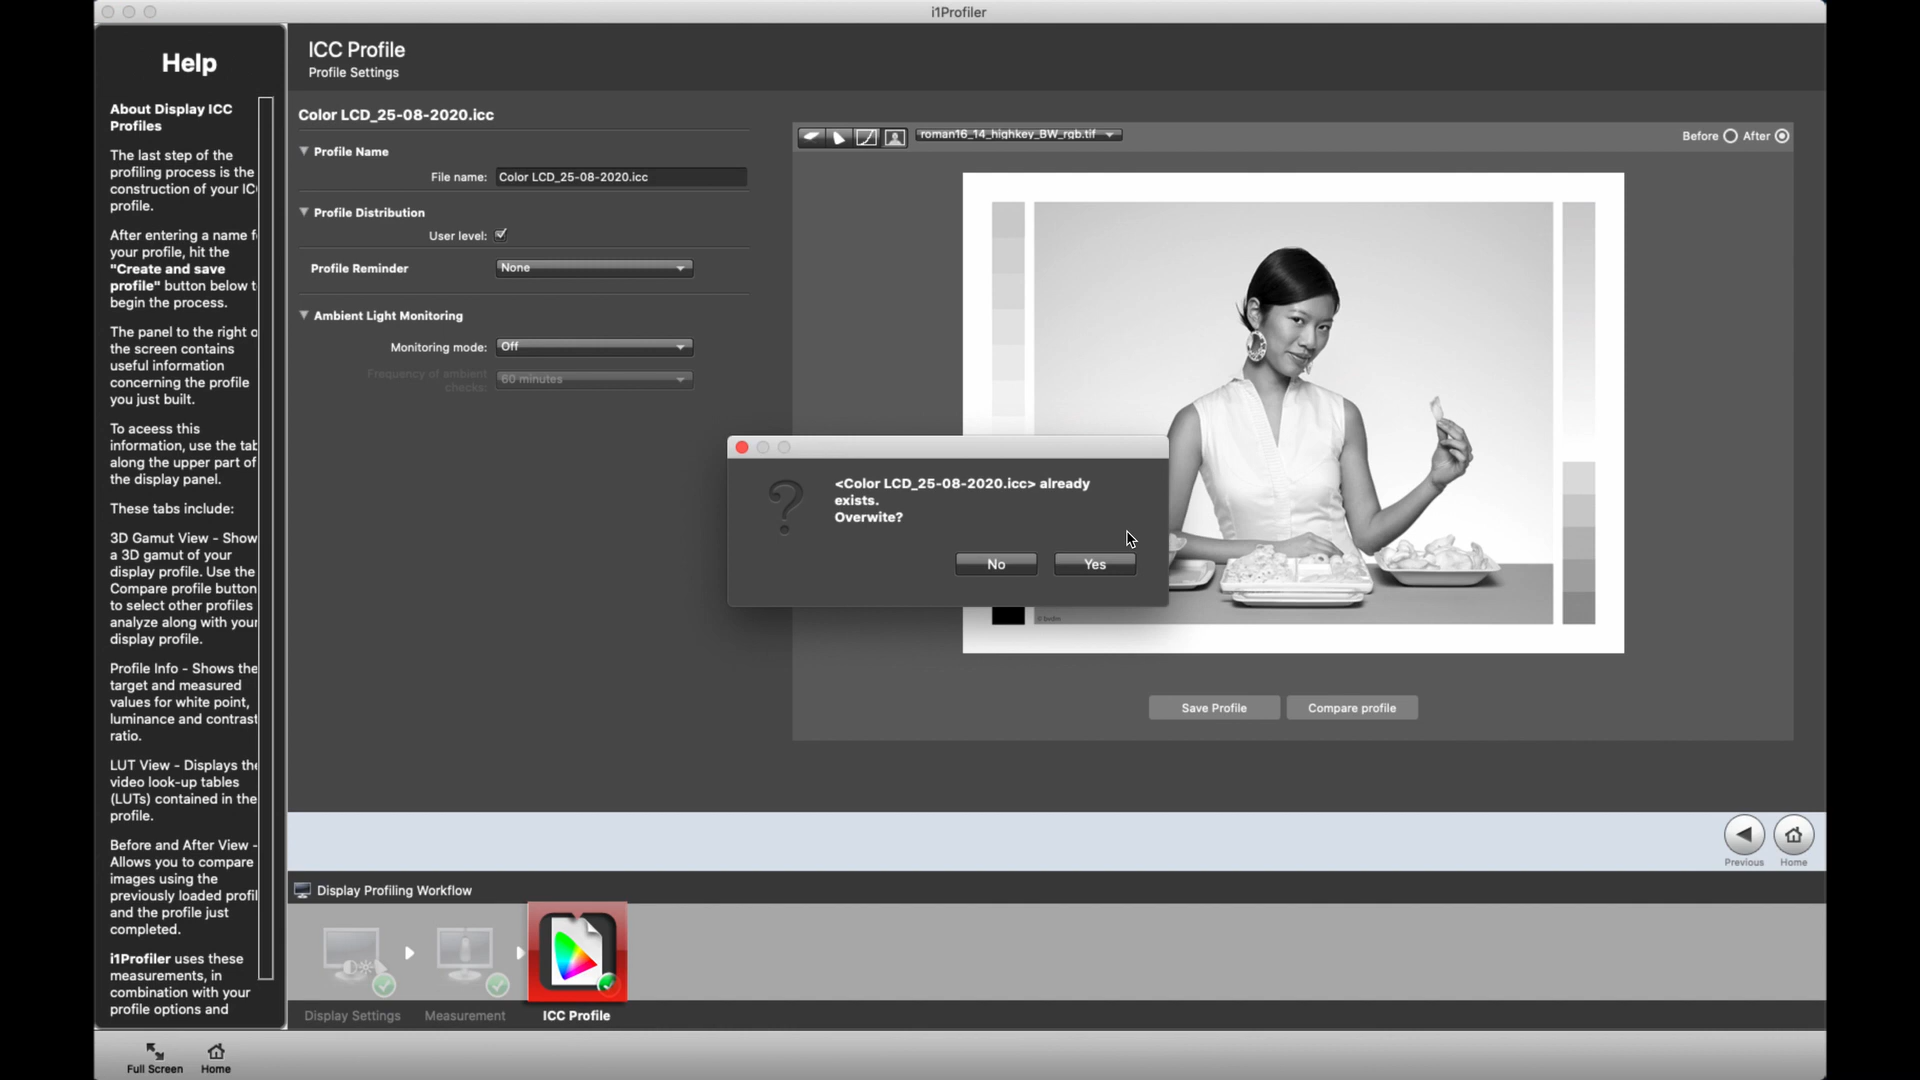 i1Profiler
Help
About Display ICC
Profiles
The last step of the
profiling process is the
construction of your IC
profile.
After entering a name f
your profile, hit the
"Create and save
profile" button below t
begin the process.
The panel to the right o
the screen contains
useful information
concerning the profile
you just built.
To aceess this
information, use the tab
along the upper part of
the display panel.
These tabs include:
3D Gamut View - Show
a 3D gamut of your
display profile. Use the
Compare profile button
to select other profiles
analyze along with your
display profile.
Profile Info - Shows the
target and measured
values for white point,
luminance and contrast
ratio.
LUT View - Displays the
video look-up tables
(LUTs) contained in the
profile.
Before and After View -
Allows you to compare
images using the
previously loaded profil
and the profile just
completed.
i1Profiler uses these
measurements, in
combination with your
profile options and
ICC Profile
Profile Settings
Color LCD_25-08-2020.icc
Profile Name
File name: Color LCD_25-08-2020.icc
Profile Distribution
User level:
Profile Reminder None
Ambient Light Monitoring
Monitoring mode: Off
Frequency of ambient
checks: 60 minutes
roman16_14_highkey_BW_rgb.tif
Before After
<Color LCD_25-08-2020.icc> already
exists.
Overwite?
No Yes
Save Profile Compare profile
Previous Home
Display Profiling Workflow
Display Settings Measurement ICC Profile
Full Screen Home